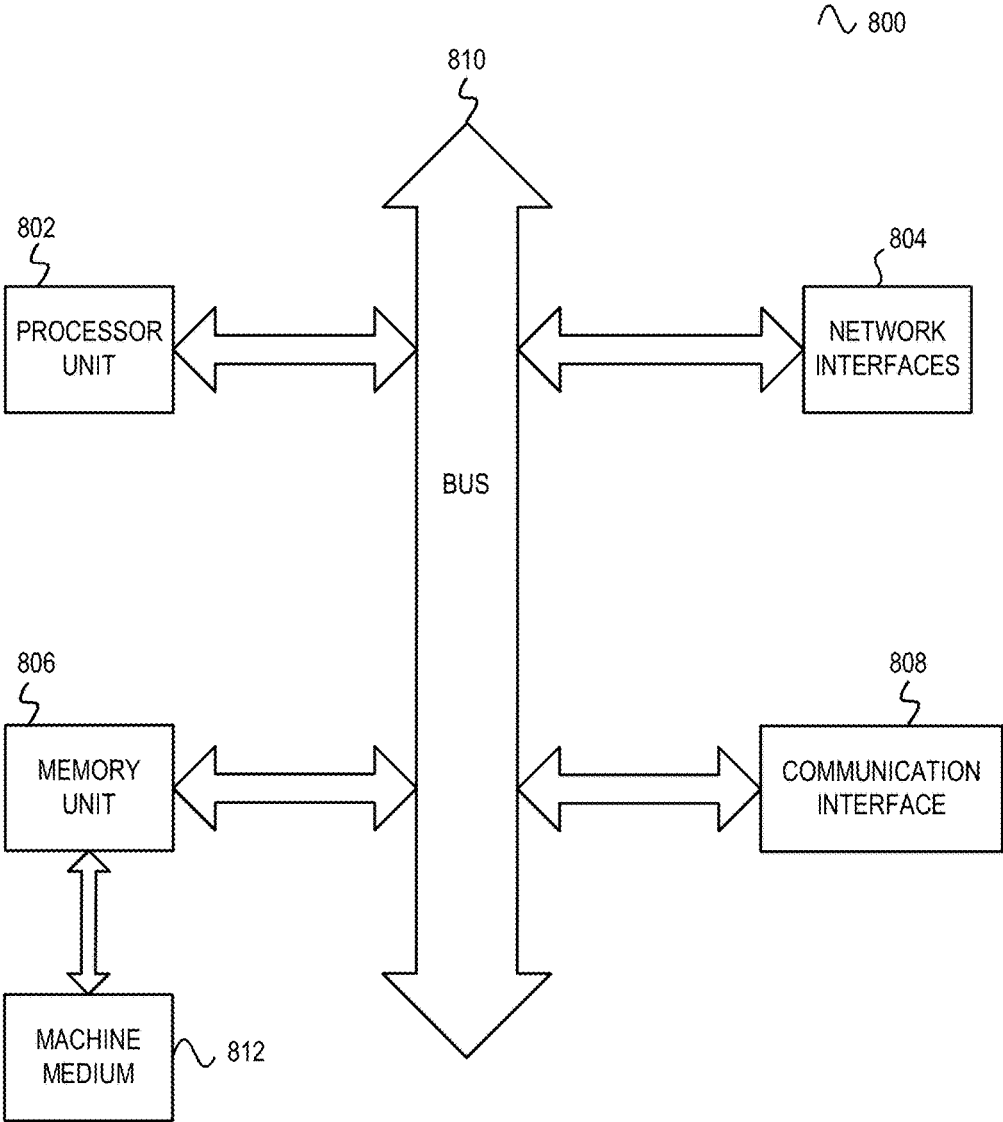 800
810
802
804
PROCESSOR
UNIT
NETWORK
INTERFACES
BUS
806
808
MEMORY
UNIT
COMMUNICATION
INTERFACE
MACHINE
MEDIUM
812